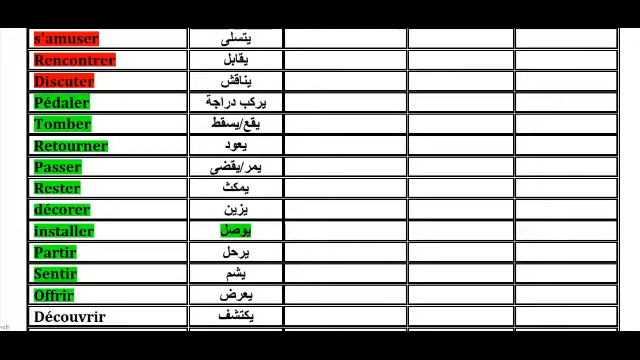 s'amuser يتسلى
Rencontrer يقابل
Discuter يناقش
Pédaler يركب دراجة
Tomber يقع/يسقط
Retourner يعود
Passer يمر/يقضي
Rester يمكث
décorer يزين
installer يوصل
Partir يرحل
Sentir يشم
Offrir يعرض
Découvrir يكتشف